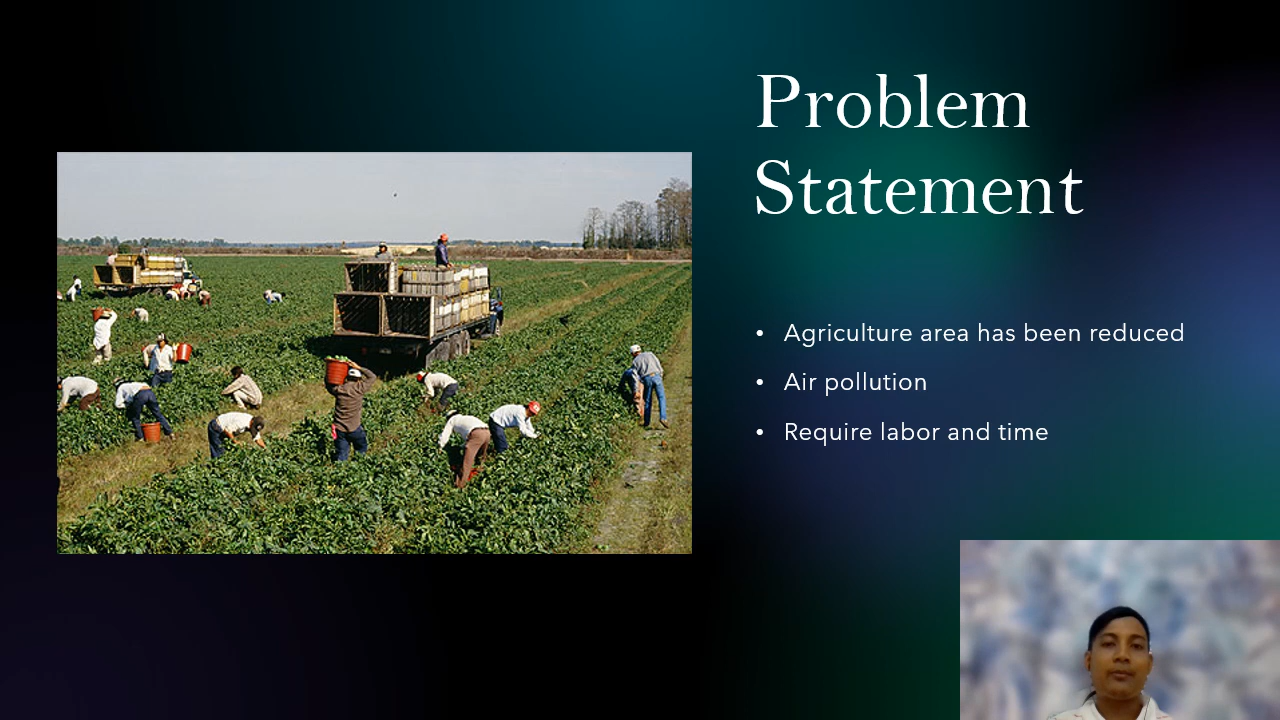 Problem
Statement
• Agriculture area has been reduced
• Air pollution
• Require labor and time